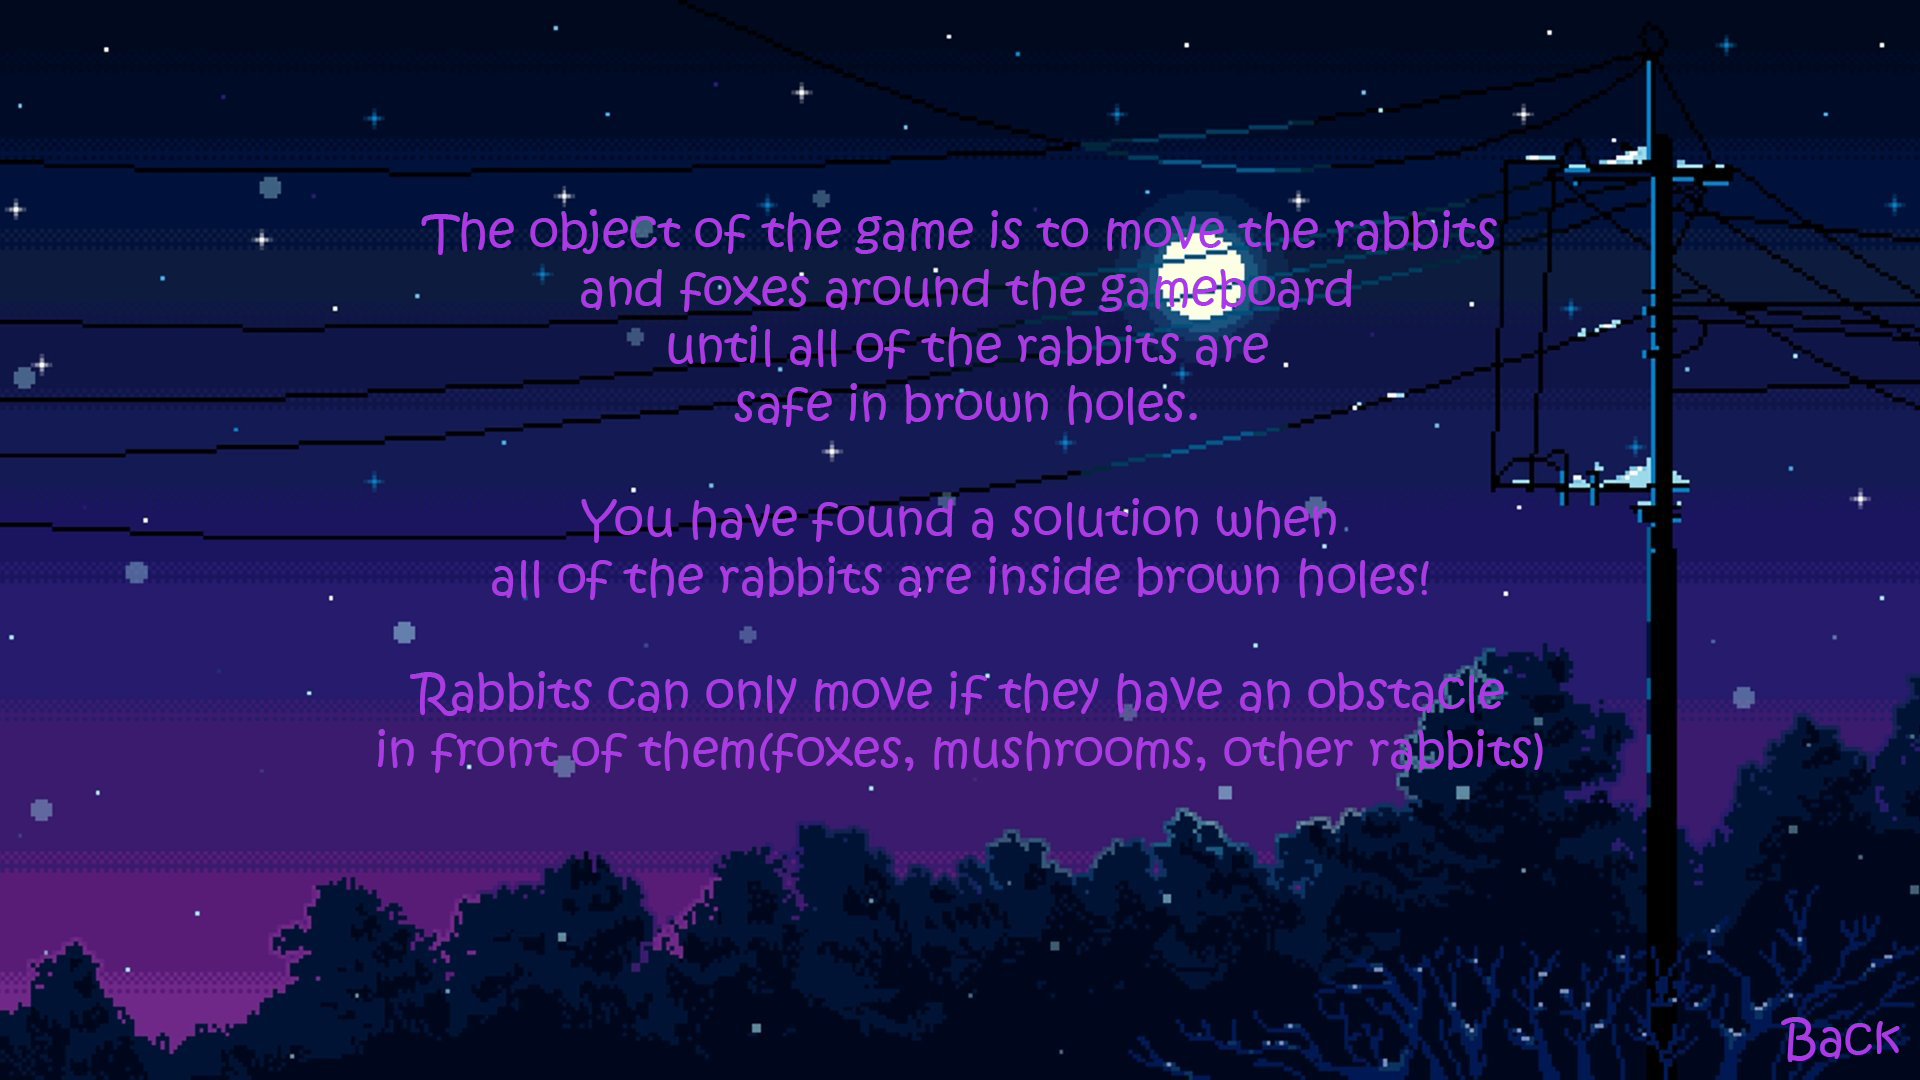 The object of the game is to move the rabbits
and foxes around the gameboard
until all of the rabbits are
safe in brown holes.
You have found a solution when
all of the rabbits are inside brown holes!
Rabbits can only move if they have an obstacle
in front of them(foxes, mushrooms, other rabbits)
Back